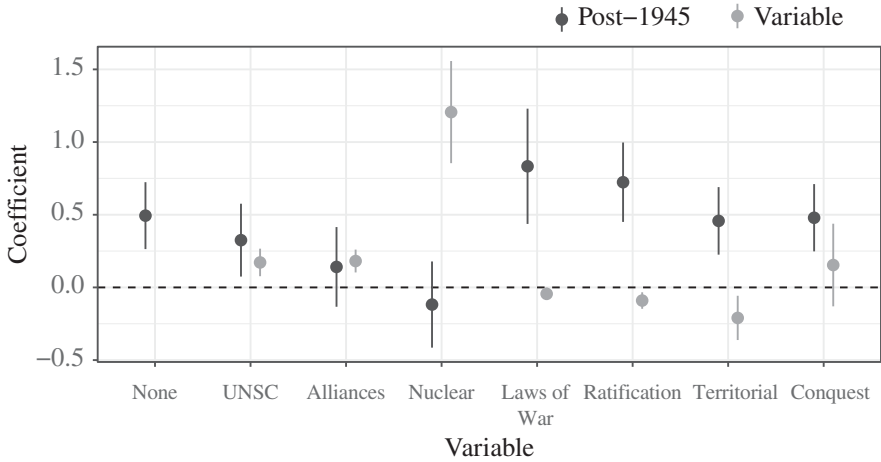 Post−1945 Variable
Coefficient
1.5
1.0
0.5
0.0
−0.5
None UNSC Alliances Nuclear Laws of Ratification Territorial Conquest
War
Variable